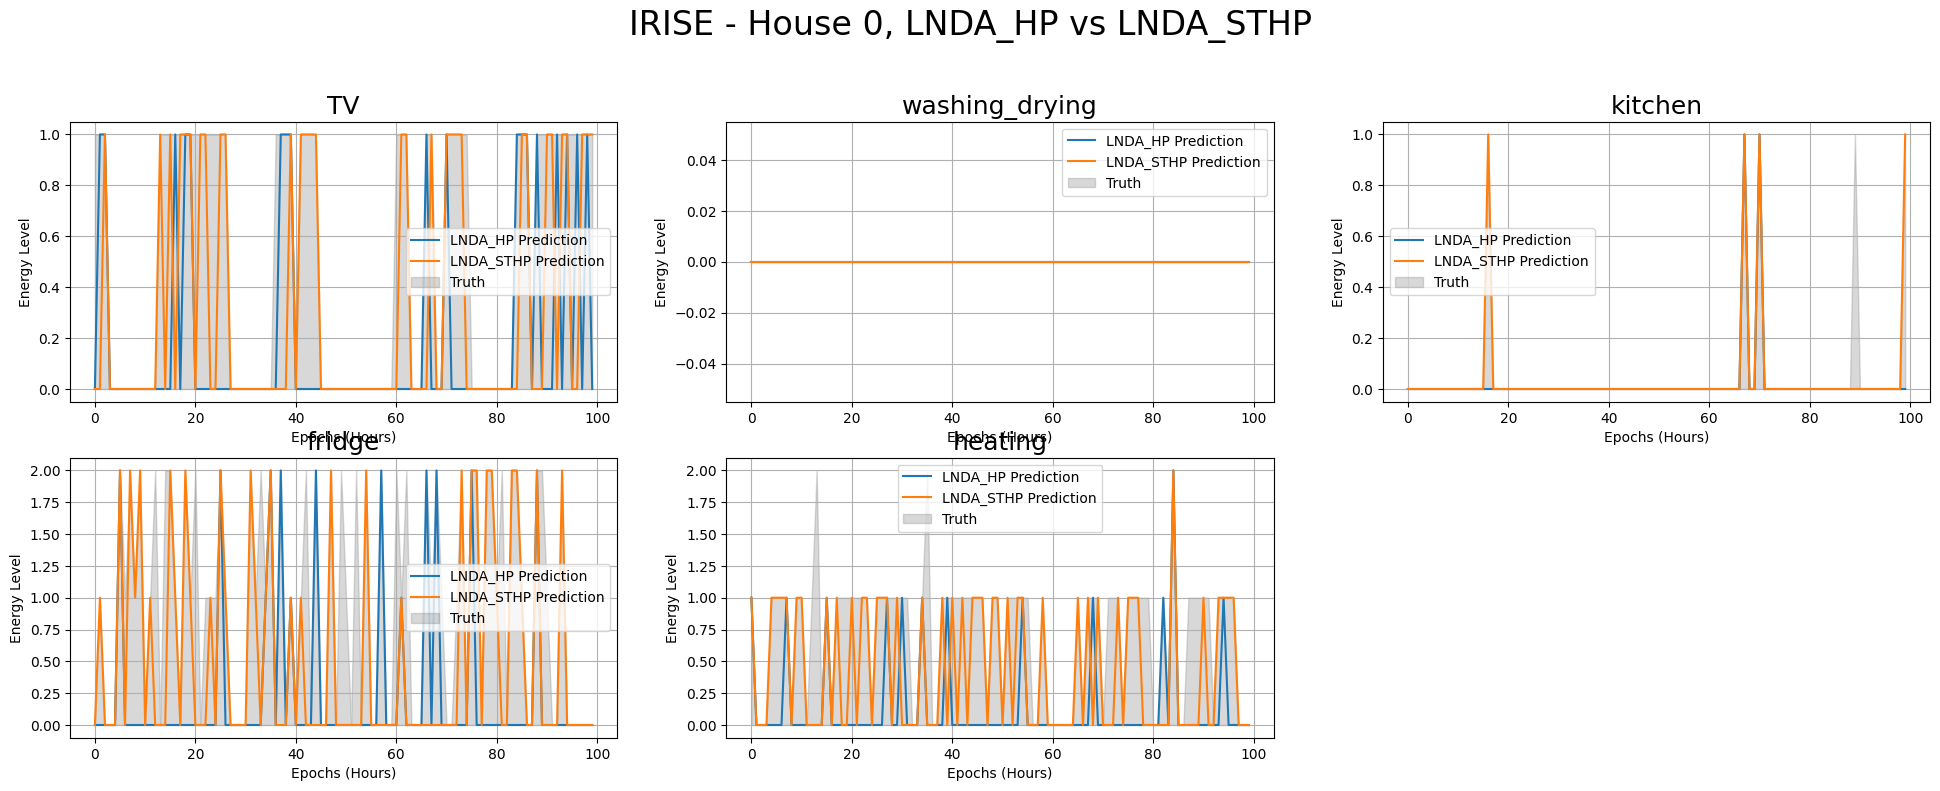 IRISE - House 0, LNDA_HP vs LNDA_STHP
TV
1.0
0.8
0.6
0.4
0.2
0.0
Energy Level
LNDA_HP Prediction
LNDA_STHP Prediction
Truth
0 20 40 60 80 100
Epochs (Hours)
washing_drying
0.04
0.02
0.00
−0.02
−0.04
Energy Level
LNDA_HP Prediction
LNDA_STHP Prediction
Truth
0 20 40 60 80 100
Epochs (Hours)
kitchen
1.0
0.8
0.6
0.4
0.2
0.0
Energy Level
LNDA_HP Prediction
LNDA_STHP Prediction
Truth
0 20 40 60 80 100
Epochs (Hours)
fridge
2.00
1.75
1.50
1.25
1.00
0.75
0.50
0.25
0.00
Energy Level
LNDA_HP Prediction
LNDA_STHP Prediction
Truth
0 20 40 60 80 100
Epochs (Hours)
heating
2.00
1.75
1.50
1.25
1.00
0.75
0.50
0.25
0.00
Energy Level
LNDA_HP Prediction
LNDA_STHP Prediction
Truth
0 20 40 60 80 100
Epochs (Hours)